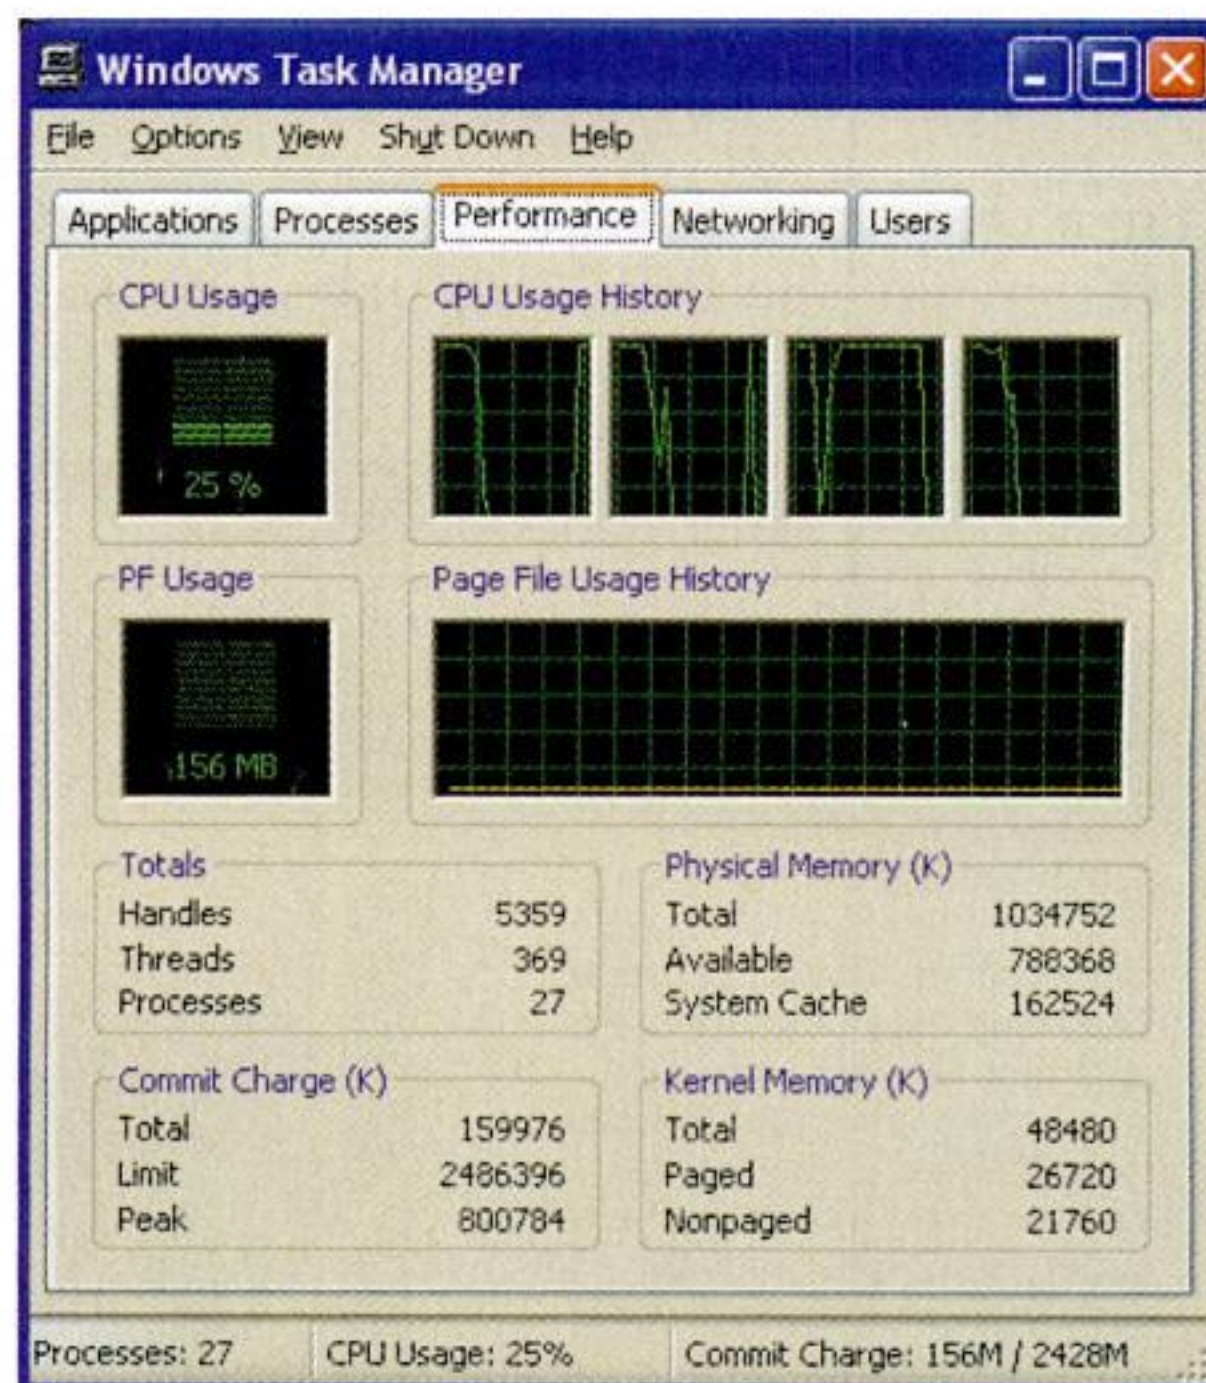 Windows Task Manager
File Options View Shut Down Help
Applications Processes Performance Networking Users
CPU Usage
CPU Usage History
25 %
PF Usage
Page File Usage History
156 MB
Totals
Handles 5359
Threads 369
Processes 27
Physical Memory (K)
Total 1034752
Available 788368
System Cache 162524
Commit Charge (K)
Total 159976
Limit 2486396
Peak 800784
Kernel Memory (K)
Total 48480
Paged 26720
Nonpaged 21760
Processes: 27 CPU Usage: 25% Commit Charge: 156M / 2428M